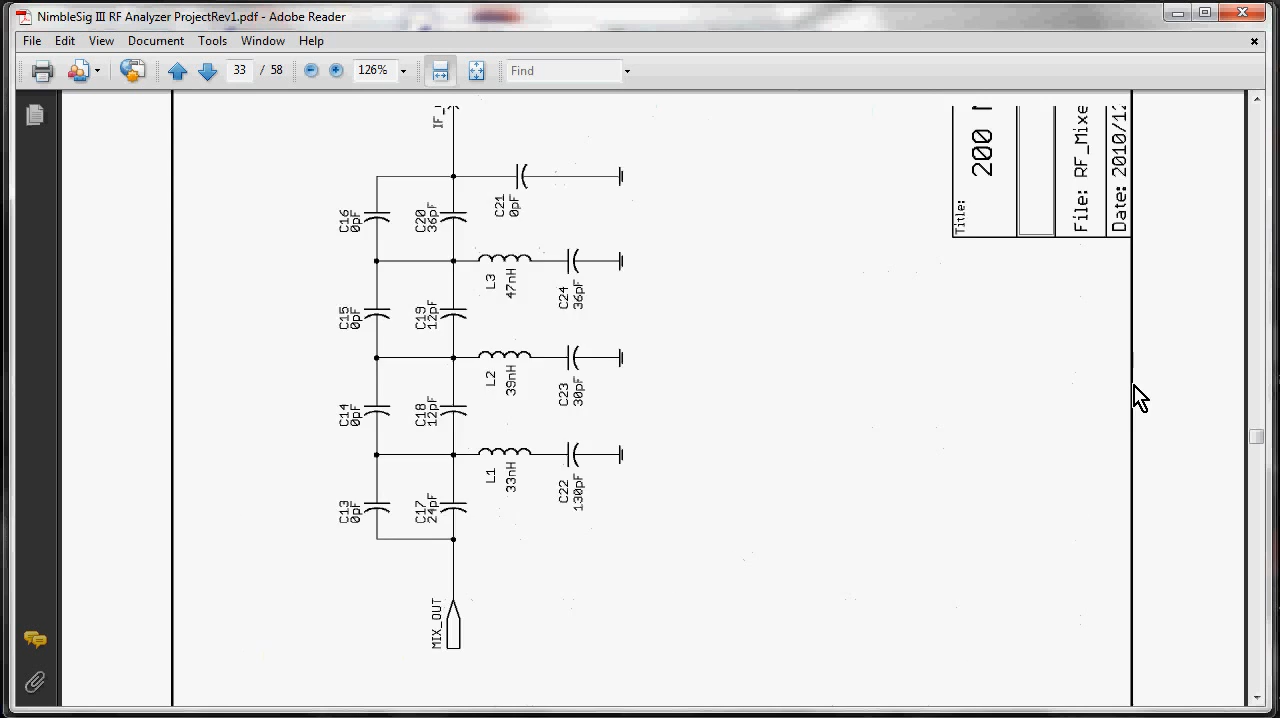 NimbleSig III RF Analyzer ProjectRev1.pdf - Adobe Reader
File Edit View Document Tools Window Help
33 / 58 126% Find
IF_
C21
0pF
C16
0pF
C20
36pF
L3
47nH
C24
36pF
C15
0pF
C19
12pF
L2
39nH
C23
30pF
C14
0pF
C18
12pF
L1
33nH
C22
130pF
C13
0pF
C17
24pF
MIX_OUT
Title:
200
File: RF_Mixe
Date: 2010/12